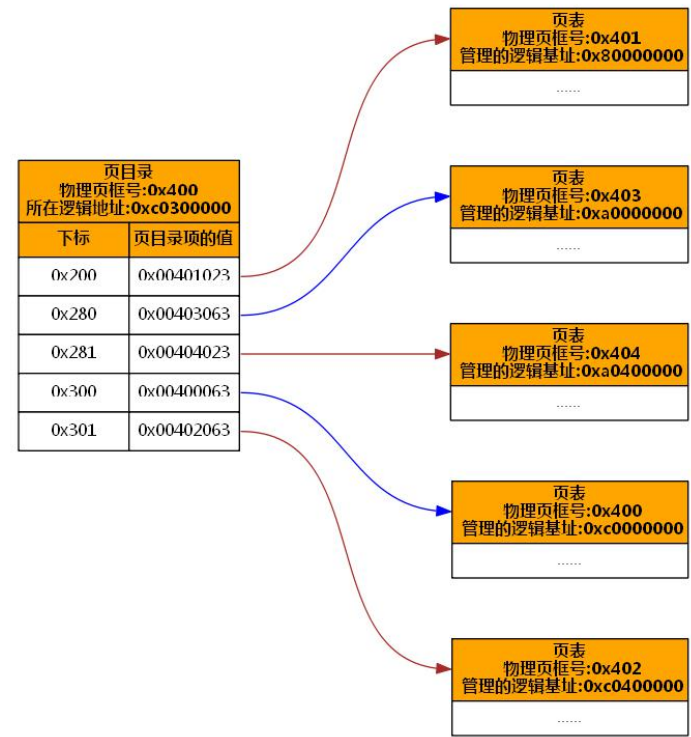 页目录
物理页框号:0x400
所在逻辑地址:0xc0300000
下标 页目录项的值
0x200 0x00401023
0x280 0x00403063
0x281 0x00404023
0x300 0x00400063
0x301 0x00402063
页表
物理页框号:0x401
管理的逻辑基址:0x80000000
......
页表
物理页框号:0x403
管理的逻辑基址:0xa0000000
......
页表
物理页框号:0x404
管理的逻辑基址:0xa0400000
......
页表
物理页框号:0x400
管理的逻辑基址:0xc0000000
......
页表
物理页框号:0x402
管理的逻辑基址:0xc0400000
......